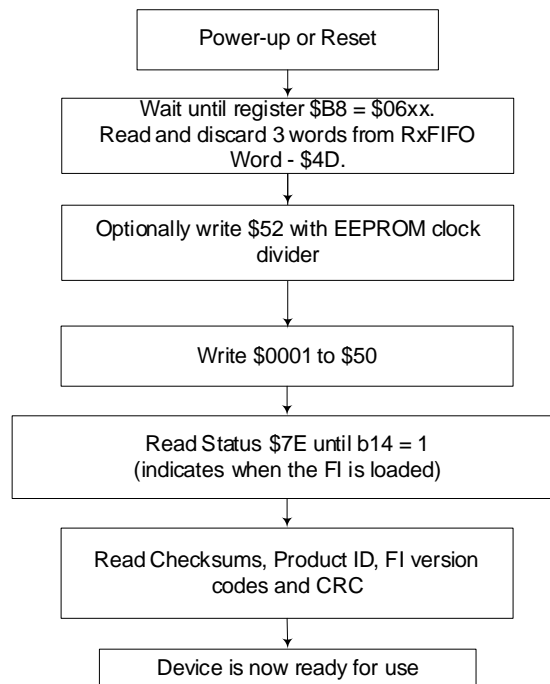 Power-up or Reset
Wait until register $B8 = $06xx.
Read and discard 3 words from RxFIFO
Word - $4D.
Optionally write $52 with EEPROM clock
divider
Write $0001 to $50
Read Status $7E until b14 = 1
(indicates when the FI is loaded)
Read Checksums, Product ID, FI version
codes and CRC
Device is now ready for use